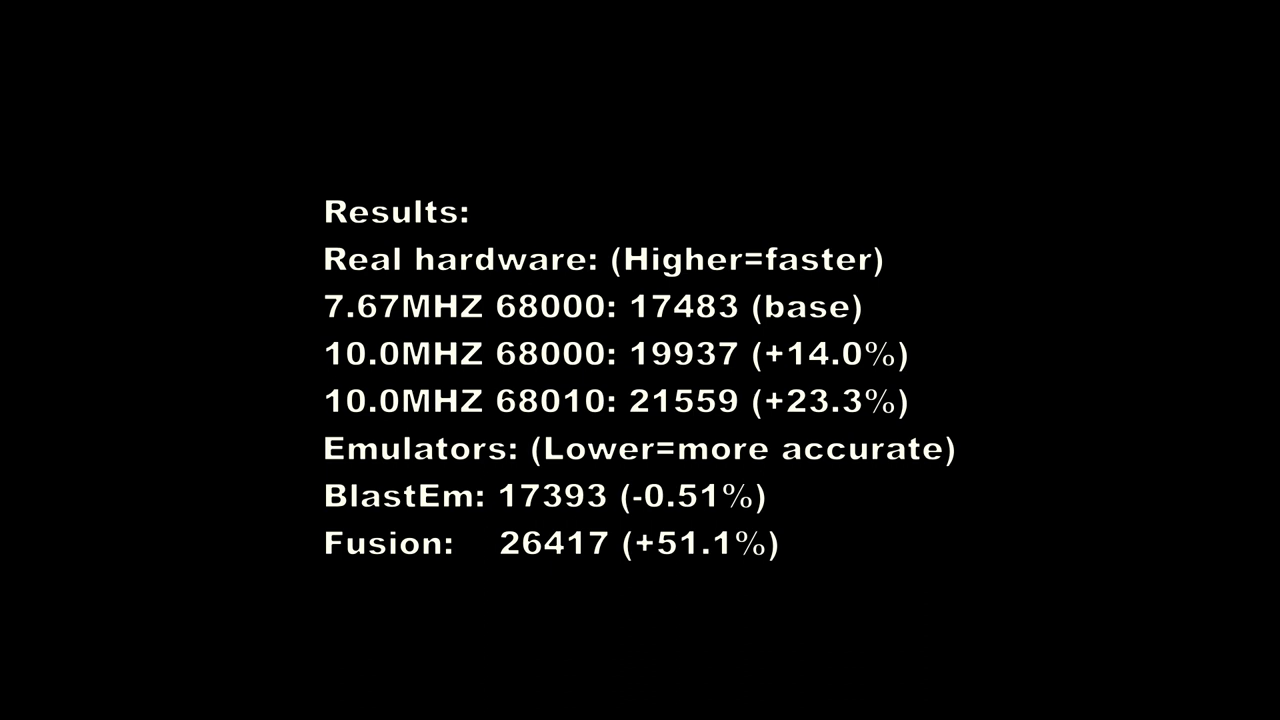 Results:
Real hardware: (Higher=faster)
7.67MHZ 68000: 17483 (base)
10.0MHZ 68000: 19937 (+14.0%)
10.0MHZ 68010: 21559 (+23.3%)
Emulators: (Lower=more accurate)
BlastEm: 17393 (-0.51%)
Fusion: 26417 (+51.1%)